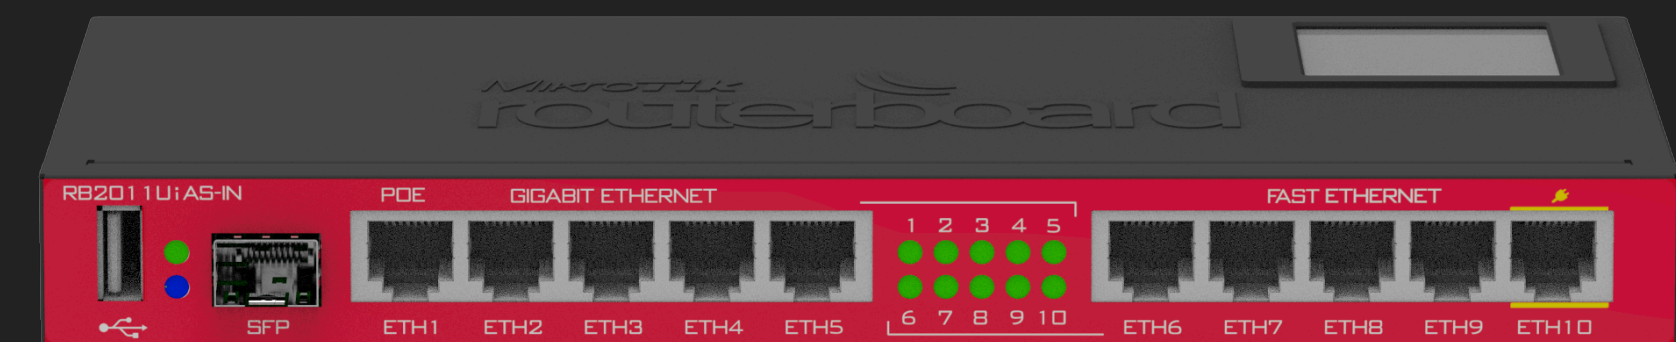 MikroTik
routerboard
RB2011UiAS-IN
POE
GIGABIT ETHERNET
FAST ETHERNET
1 2 3 4 5
6 7 8 9 10
SFP
ETH1 ETH2 ETH3 ETH4 ETH5
ETH6 ETH7 ETH8 ETH9 ETH10